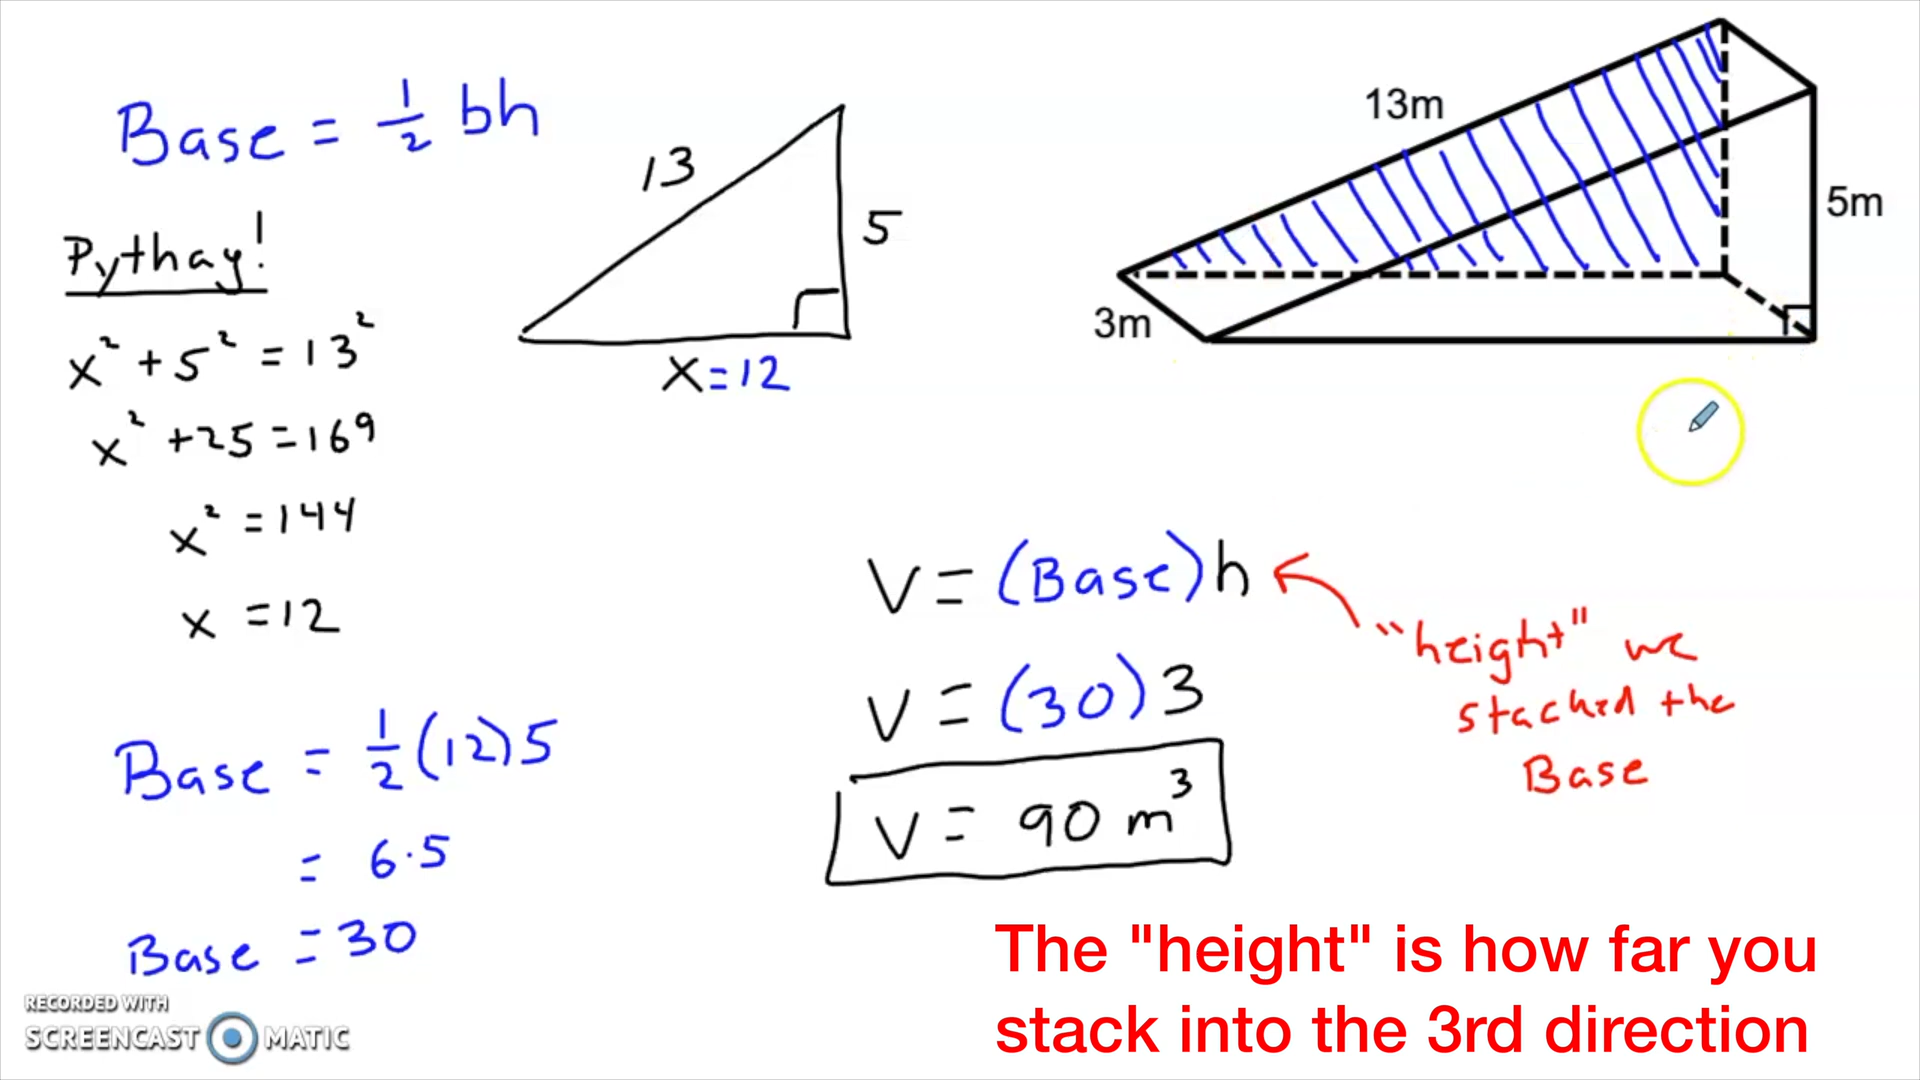 Base = 1/2 bh
Pythag!
x² + 5² = 13²
x² + 25 = 169
x² = 144
x = 12
Base = 1/2 (12) 5
= 6·5
Base = 30
13
5
x = 12
13m
5m
3m
V = (Base) h
"height" we
stacked the
Base
V = (30) 3
V = 90 m³
The "height" is how far you
stack into the 3rd direction
RECORDED WITH
SCREENCAST MATIC